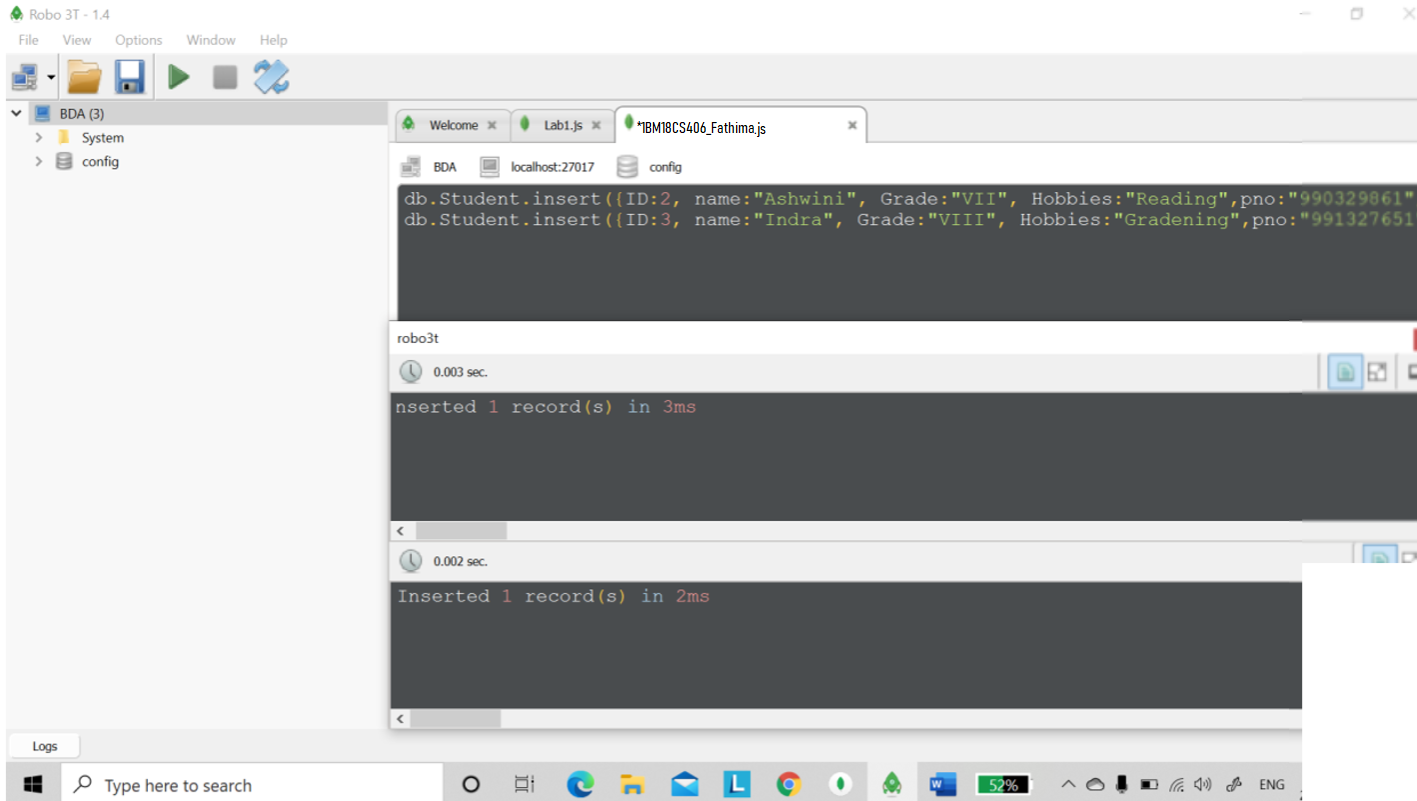 Robo 3T - 1.4
File View Options Window Help
BDA (3)
System
config
Welcome Lab1.js *1BM18CS406_Fathima.js
BDA localhost:27017 config
db.Student.insert({ID:2, name:"Ashwini", Grade:"VII", Hobbies:"Reading",pno:"990329861"
db.Student.insert({ID:3, name:"Indra", Grade:"VIII", Hobbies:"Gradening",pno:"991327651
robo3t
0.003 sec.
nserted 1 record(s) in 3ms
0.002 sec.
Inserted 1 record(s) in 2ms
Logs
Type here to search L W 52% ENG